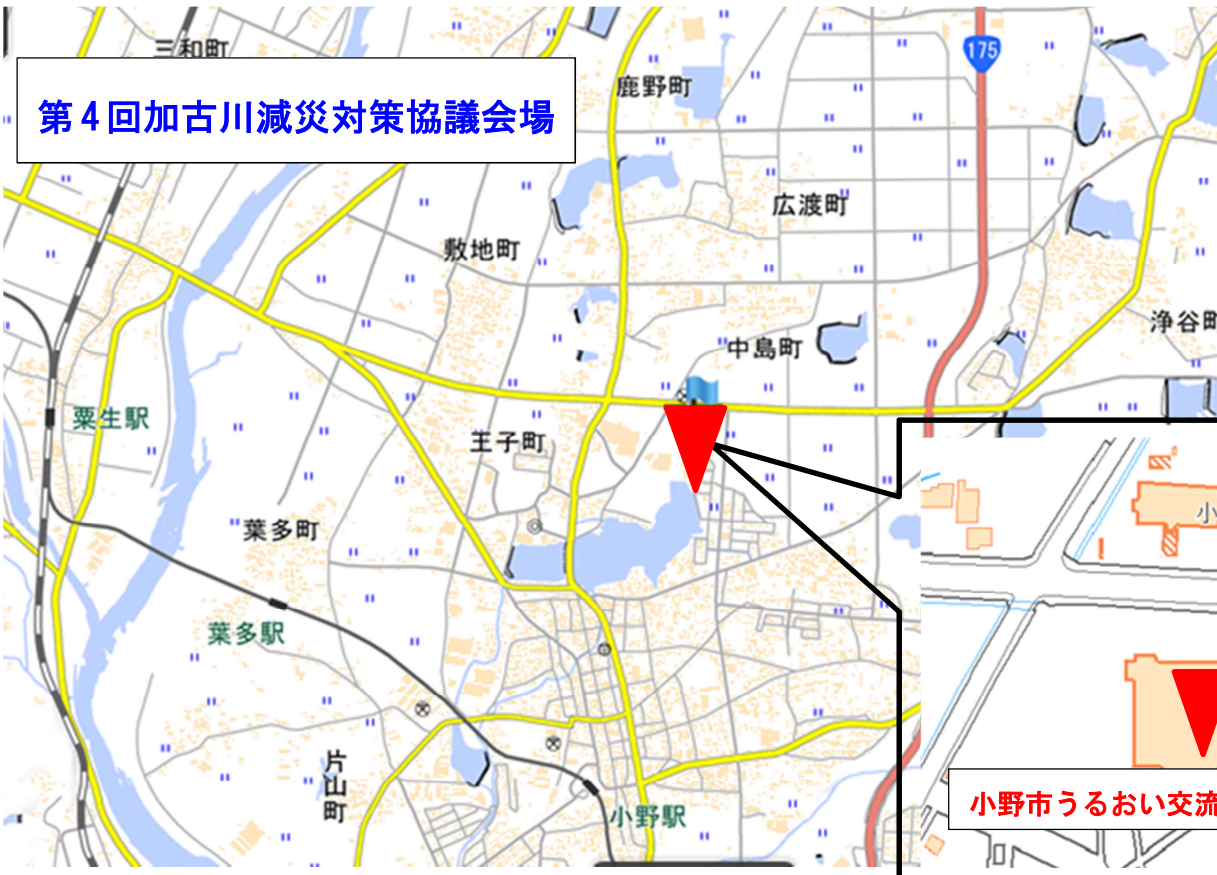 三和町
第4回加古川減災対策協議会場
鹿野町
175
広渡町
敷地町
浄谷町
中島町
粟生駅
王子町
葉多町
小
葉多駅
片山町
小野市うるおい交流
小野駅